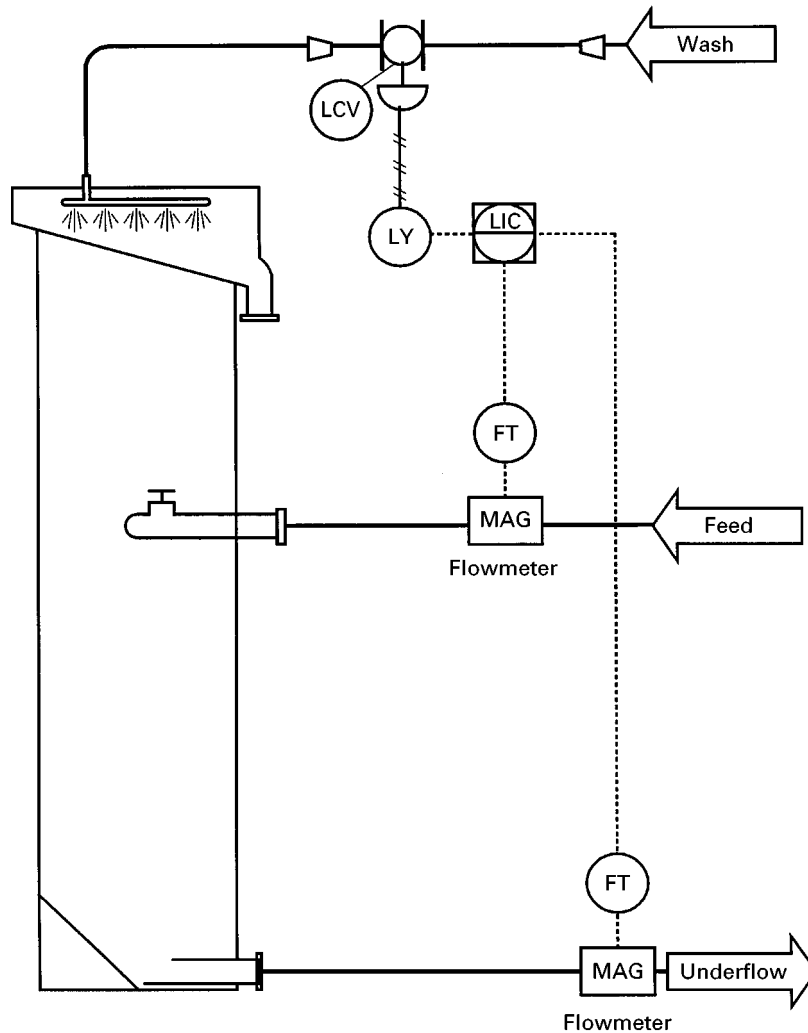 Wash
LCV
LY
LIC
FT
MAG
Feed
Flowmeter
FT
MAG
Underflow
Flowmeter